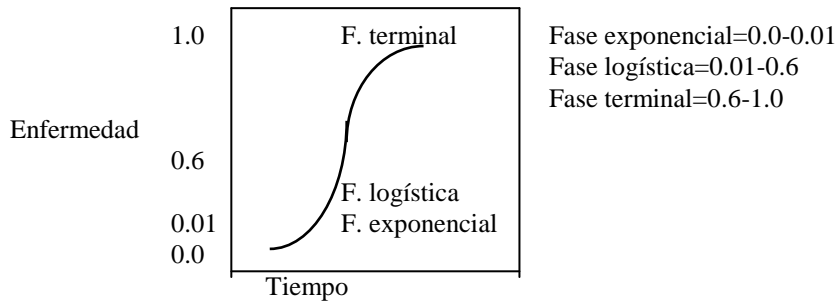 1.0 F. terminal Fase exponencial=0.0-0.01
Fase logística=0.01-0.6
Fase terminal=0.6-1.0
Enfermedad
0.6
F. logística
0.01 F. exponencial
0.0
Tiempo